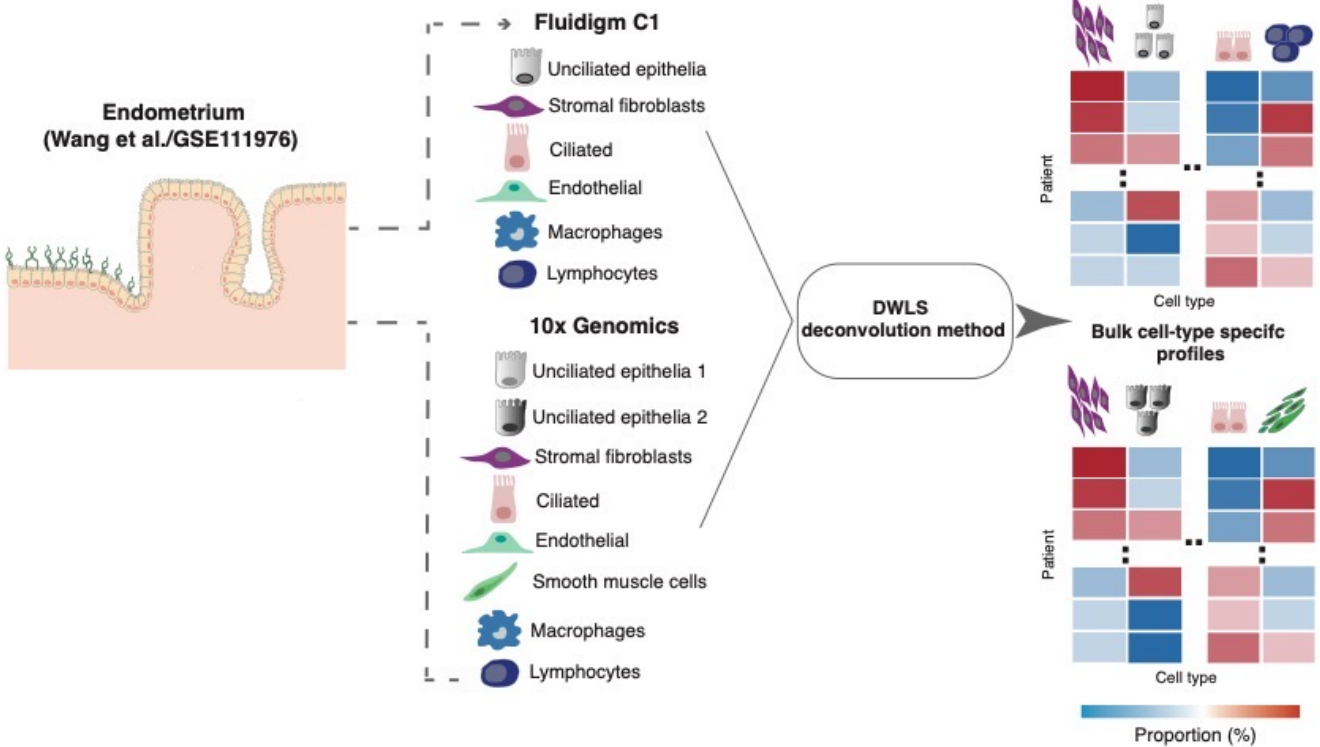 Endometrium
(Wang et al./GSE111976)
Fluidigm C1
Unciliated epithelia
Stromal fibroblasts
Ciliated
Endothelial
Macrophages
Lymphocytes
10x Genomics
Unciliated epithelia 1
Unciliated epithelia 2
Stromal fibroblasts
Ciliated
Endothelial
Smooth muscle cells
Macrophages
Lymphocytes
DWLS
deconvolution method
Patient
Cell type
Bulk cell-type specifc
profiles
Patient
Cell type
Proportion (%)